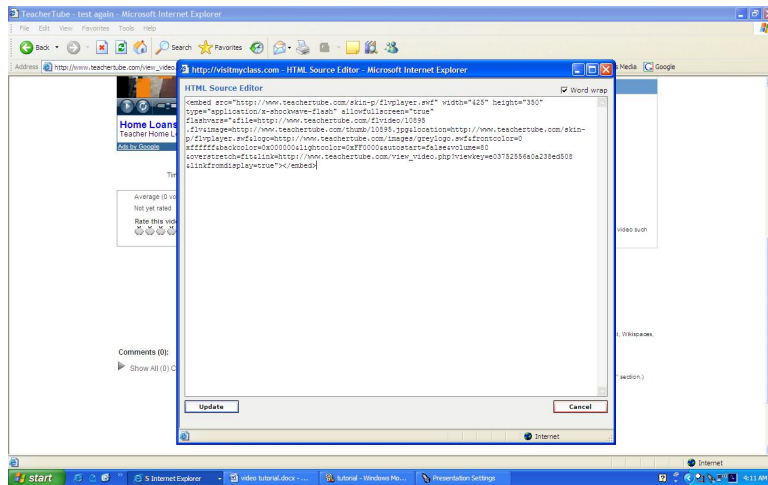 TeacherTube - test again - Microsoft Internet Explorer
File Edit View Favorites Tools Help
Back Search Favorites
Address http://www.teachertube.com/view_video. Media Google
http://visitmyclass.com - HTML Source Editor - Microsoft Internet Explorer
HTML Source Editor Word wrap
<embed src="http://www.teachertube.com/skin-p/flvplayer.swf" width="425" height="350"
type="application/x-shockwave-flash" allowfullscreen="true"
flashvars="&file=http://www.teachertube.com/flvideo/10895
.flv&image=http://www.teachertube.com/thumb/10895.jpg&location=http://www.teachertube.com/skin-
p/flvplayer.swf&logo=http://www.teachertube.com/images/greylogo.swf&frontcolor=0
xffffff&backcolor=0x000000&lightcolor=0xFF0000&autostart=false&volume=80
&overstretch=fit&link=http://www.teachertube.com/view_video.php?viewkey=e03752556a0a238ed508
&linkfromdisplay=true"></embed>
Home Loans
Teacher Home L
Ads by Google
Average (0 vo
Not yet rated
Rate this vid
video such
, Wikispaces,
Comments (0):
Show All (0) C
" section.)
Update Cancel
Internet
Internet
start 5 Internet Explorer video tutorial.docx - ... tutorial - Windows Mo... Presentation Settings 4:11 AM